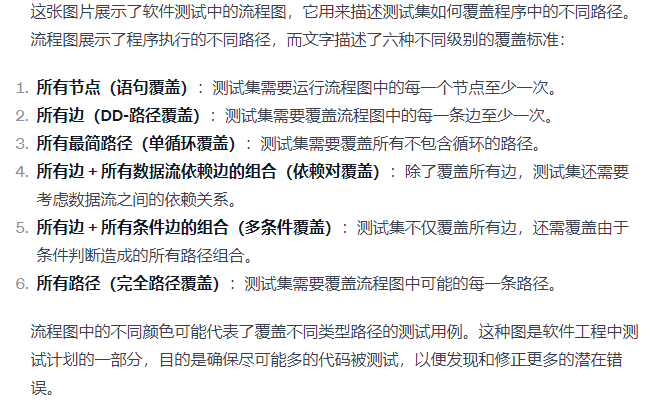 这张图片展示了软件测试中的流程图，它用来描述测试集如何覆盖程序中的不同路径。
流程图展示了程序执行的不同路径，而文字描述了六种不同级别的覆盖标准：
1. 所有节点（语句覆盖）：测试集需要运行流程图中的每一个节点至少一次。
2. 所有边（DD-路径覆盖）：测试集需要覆盖流程图中的每一条边至少一次。
3. 所有最简路径（单循环覆盖）：测试集需要覆盖所有不包含循环的路径。
4. 所有边 + 所有数据流依赖边的组合（依赖对覆盖）：除了覆盖所有边，测试集还需要
考虑数据流之间的依赖关系。
5. 所有边 + 所有条件边的组合（多条件覆盖）：测试集不仅覆盖所有边，还需覆盖由于
条件判断造成的所有路径组合。
6. 所有路径（完全路径覆盖）：测试集需要覆盖流程图中可能的每一条路径。
流程图中的不同颜色可能代表了覆盖不同类型路径的测试用例。这种图是软件工程中测
试计划的一部分，目的是确保尽可能多的代码被测试，以便发现和修正更多的潜在错
误。